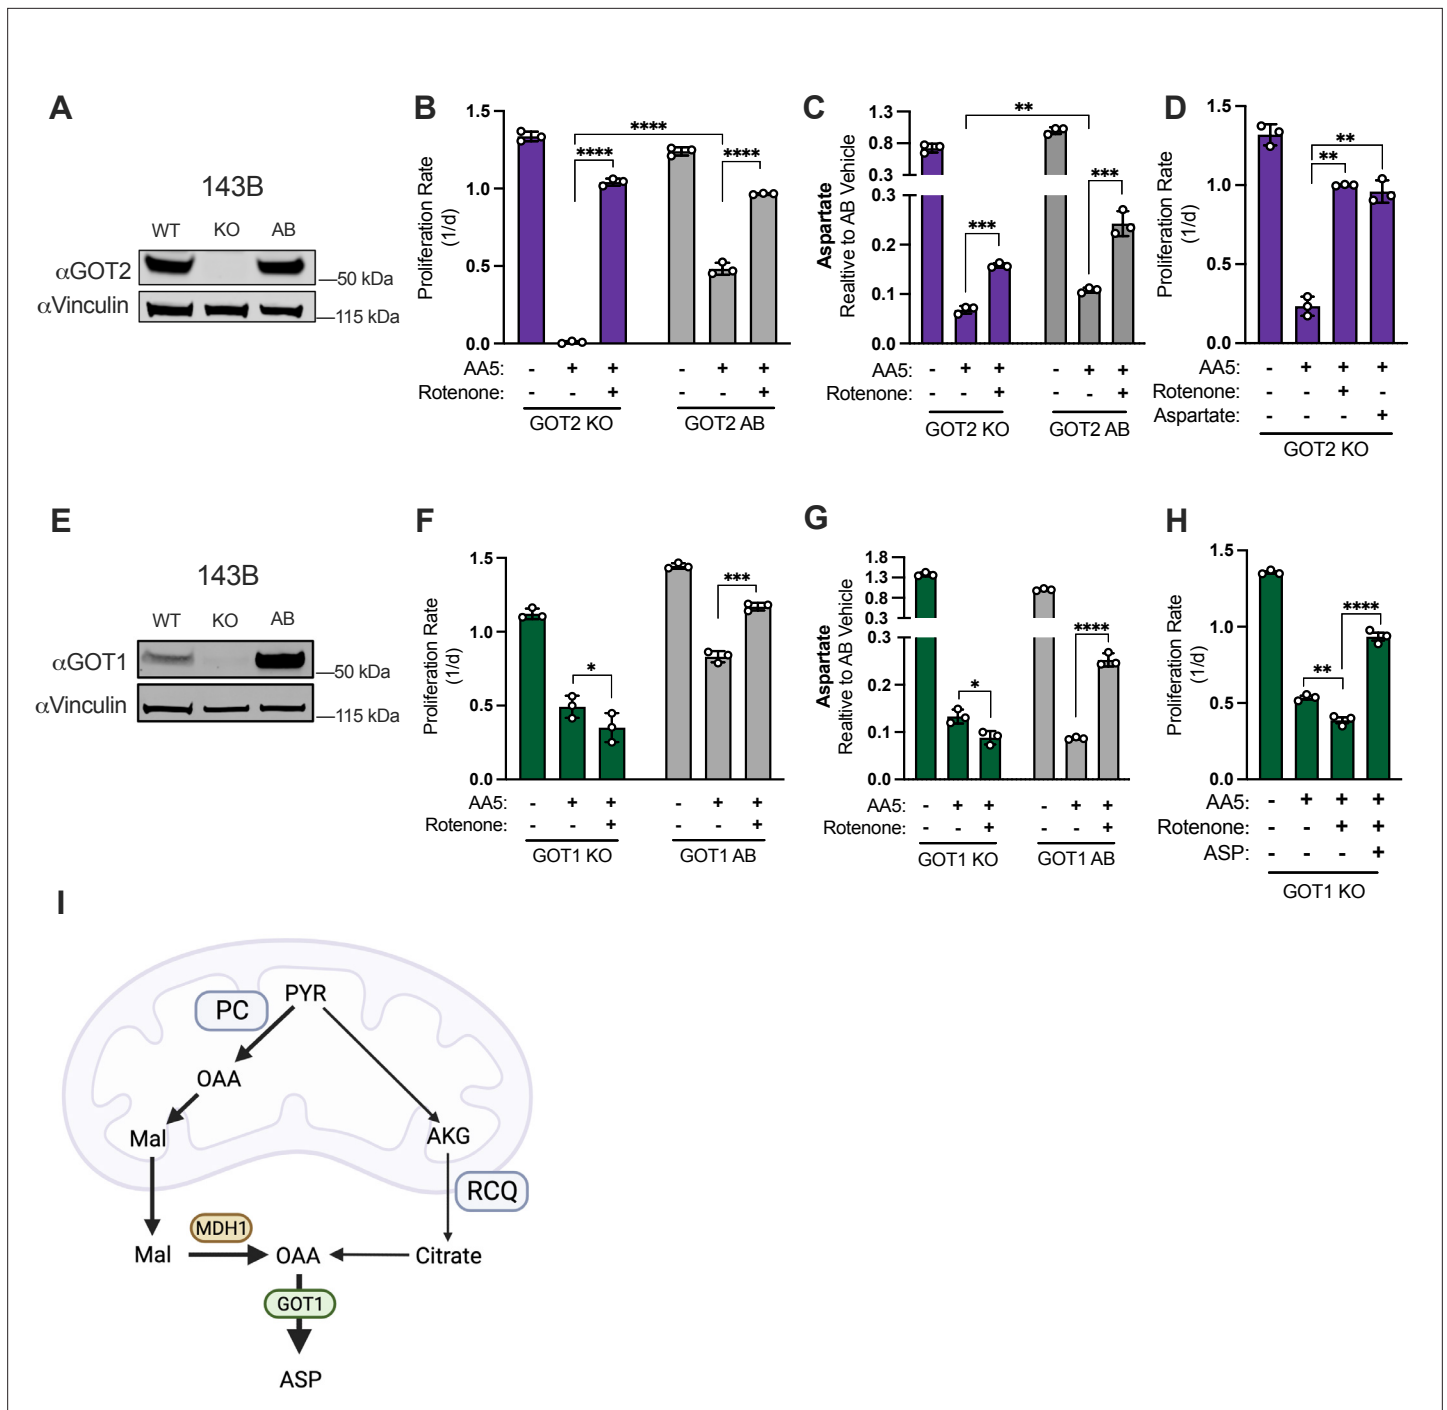 A
143B
WT KO AB
αGOT2
50 kDa
αVinculin
115 kDa
B
Proliferation Rate
(1/d)
1.5
1.0
0.5
0.0
**** **** ****
AA5: - + + - + +
Rotenone: - - + - - +
GOT2 KO GOT2 AB
C
Aspartate
Realtive to AB Vehicle
1.3
0.8
0.3
0.3
0.2
0.1
0.0
** *** ***
AA5: - + + - + +
Rotenone: - - + - - +
GOT2 KO GOT2 AB
D
Proliferation Rate
(1/d)
1.5
1.0
0.5
0.0
** **
AA5: - + + +
Rotenone: - - + -
Aspartate: - - - +
GOT2 KO
E
143B
WT KO AB
αGOT1
50 kDa
αVinculin
115 kDa
F
Proliferation Rate
(1/d)
1.5
1.0
0.5
0.0
* ***
AA5: - + + - + +
Rotenone: - - + - - +
GOT1 KO GOT1 AB
G
Aspartate
Realtive to AB Vehicle
1.8
1.3
0.8
0.3
0.3
0.2
0.1
0.0
* ****
AA5: - + + - + +
Rotenone: - - + - - +
GOT1 KO GOT1 AB
H
Proliferation Rate
(1/d)
1.5
1.0
0.5
0.0
** ****
AA5: - + + +
Rotenone: - - + +
ASP: - - - +
GOT1 KO
I
PYR
PC
OAA
Mal AKG
RCQ
MDH1
Mal OAA Citrate
GOT1
ASP